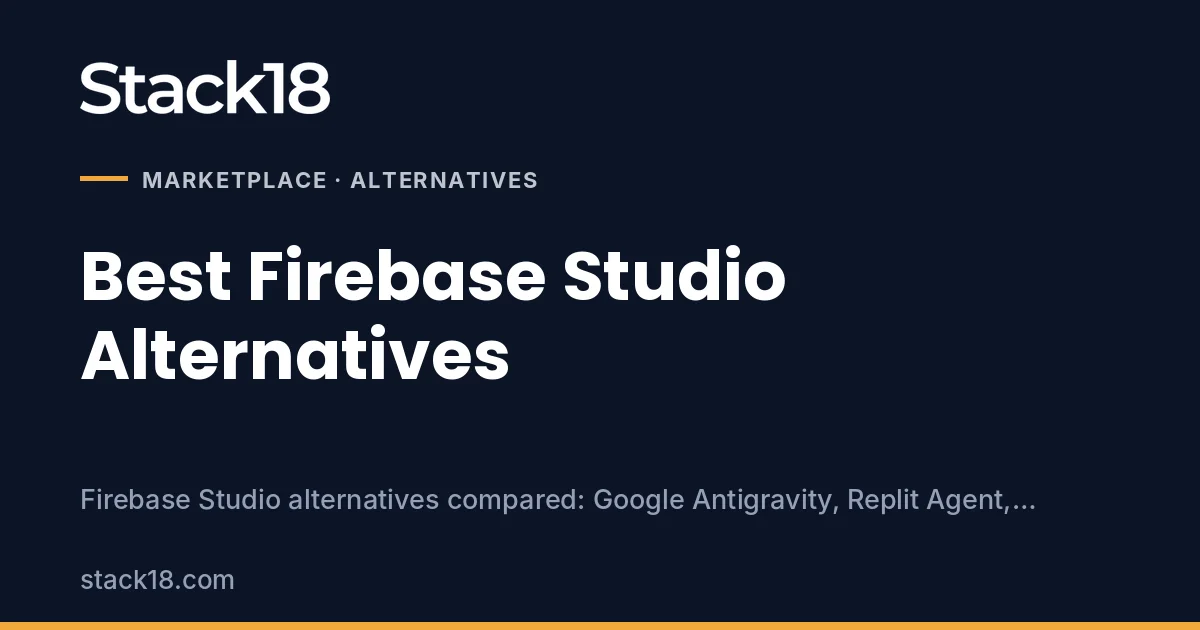 Stack18
MARKETPLACE · ALTERNATIVES
Best Firebase Studio
Alternatives
Firebase Studio alternatives compared: Google Antigravity, Replit Agent,...
stack18.com